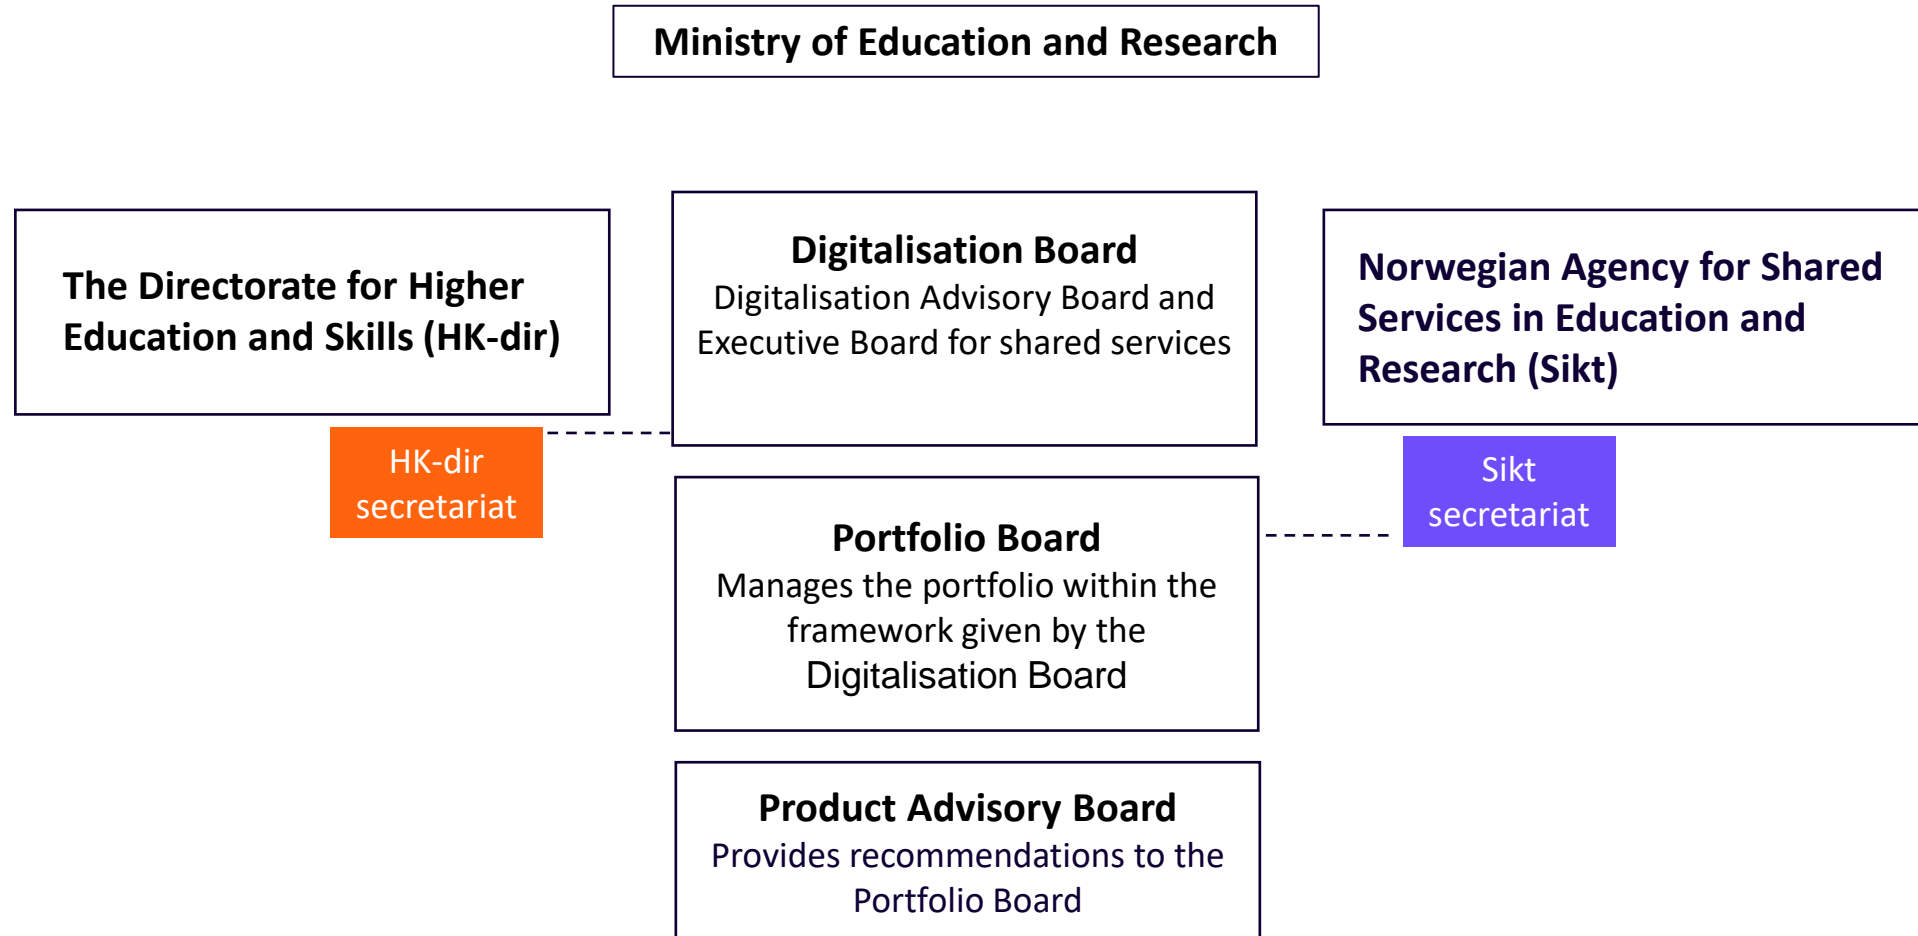 Ministry of Education and Research
The Directorate for Higher
Education and Skills (HK-dir)
HK-dir
secretariat
Digitalisation Board
Digitalisation Advisory Board and
Executive Board for shared services
Norwegian Agency for Shared
Services in Education and
Research (Sikt)
Sikt
secretariat
Portfolio Board
Manages the portfolio within the
framework given by the
Digitalisation Board
Product Advisory Board
Provides recommendations to the
Portfolio Board